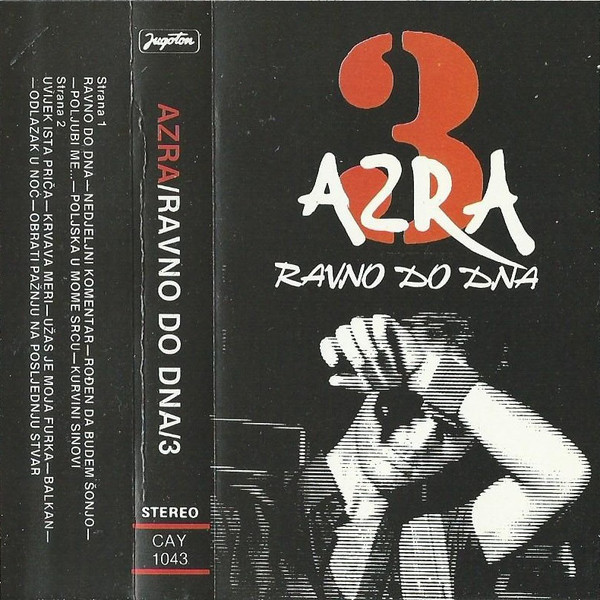 Strana 1
RAVNO DO DNA—NEDJELJNI KOMENTAR—ROĐEN DA BUDEM ŠONJO—
—POLJUBI ME...—POLJSKA U MOME SRCU—KURVINI SINOVI
Strana 2
UVIJEK ISTA PRIČA—KRVAVA MERI—UŽAS JE MOJA FURKA—BALKAN—
—ODLAZAK U NOĆ—OBRATI PAŽNJU NA POSLJEDNJU STVAR
Jugoton
AZRA/RAVNO DO DNA/3
STEREO
CAY
1043
3
AZRA
RAVNO DO DNA